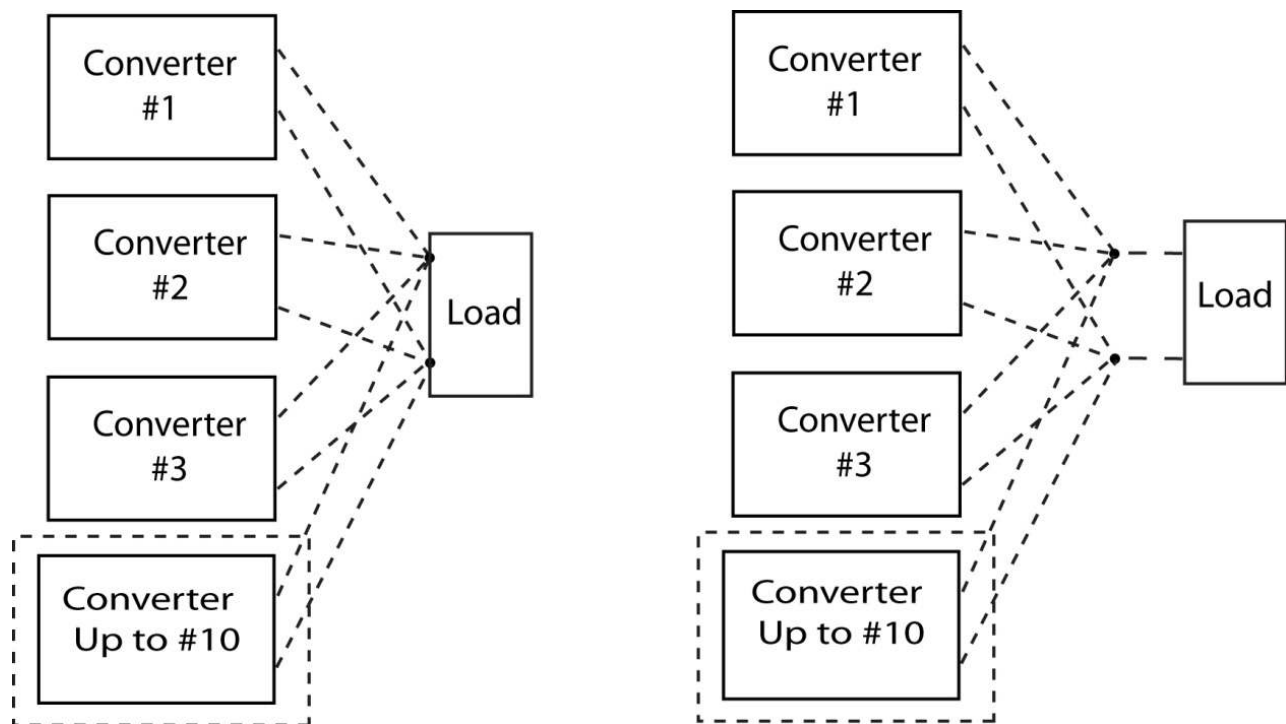 Converter
#1
Converter
#2
Converter
#3
Converter
Up to #10
Load
Converter
#1
Converter
#2
Converter
#3
Converter
Up to #10
Load